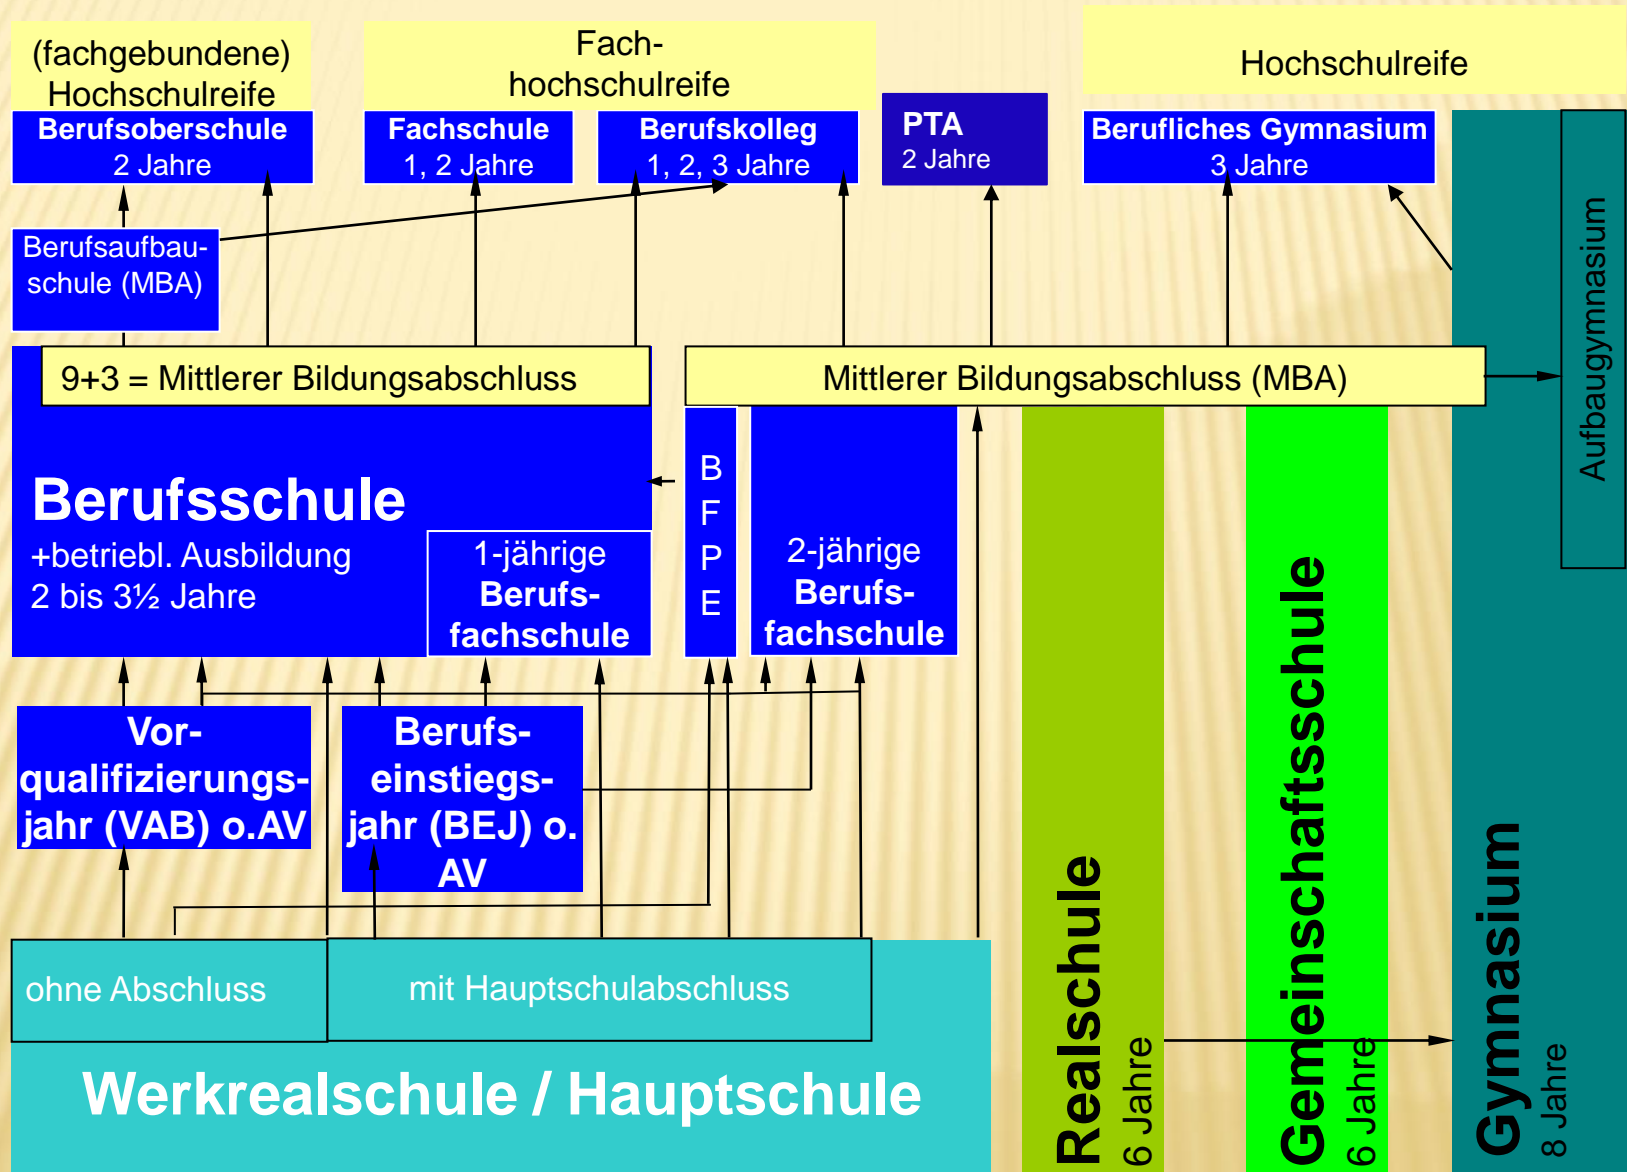 (fachgebundene)
Hochschulreife
Fach-
hochschulreife
Hochschulreife
Berufsoberschule
2 Jahre
Fachschule
1, 2 Jahre
Berufskolleg
1, 2, 3 Jahre
PTA
2 Jahre
Berufliches Gymnasium
3 Jahre
Berufsaufbau-
schule (MBA)
Aufbaugymnasium
9+3 = Mittlerer Bildungsabschluss
Mittlerer Bildungsabschluss (MBA)
Berufsschule
+betriebl. Ausbildung
2 bis 3½ Jahre
1-jährige
Berufs-
fachschule
B
F
P
E
2-jährige
Berufs-
fachschule
Vor-
qualifizierungs-
jahr (VAB) o.AV
Berufs-
einstiegs-
jahr (BEJ) o.
AV
ohne Abschluss
mit Hauptschulabschluss
Werkrealschule / Hauptschule
Realschule
6 Jahre
Gemeinschaftsschule
6 Jahre
Gymnasium
8 Jahre